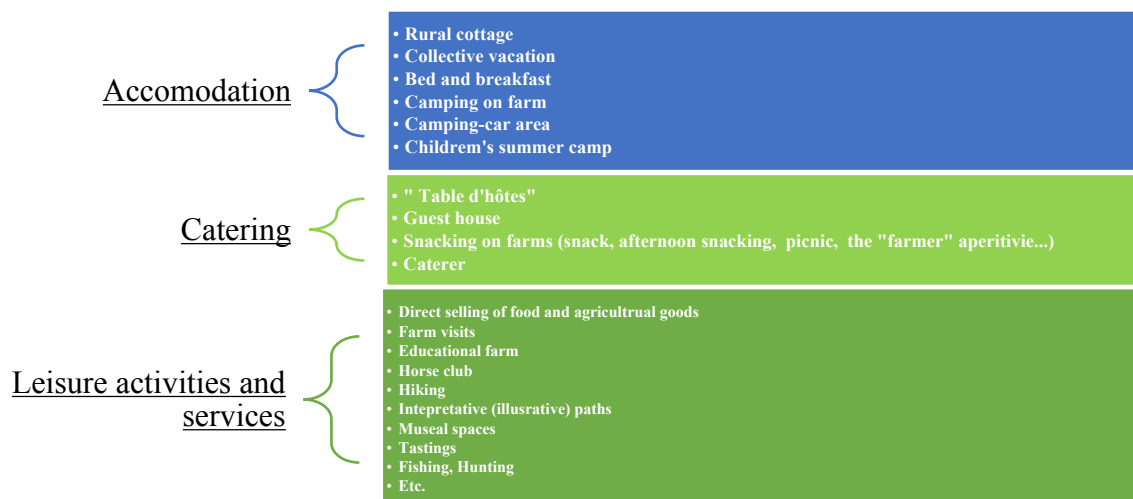 Accomodation
• Rural cottage
• Collective vacation
• Bed and breakfast
• Camping on farm
• Camping-car area
• Childrem's summer camp
Catering
• " Table d'hôtes"
• Guest house
• Snacking on farms (snack, afternoon snacking, picnic, the "farmer" aperitivie...)
• Caterer
Leisure activities and
services
• Direct selling of food and agricultrual goods
• Farm visits
• Educational farm
• Horse club
• Hiking
• Intepretative (illusrative) paths
• Museal spaces
• Tastings
• Fishing, Hunting
• Etc.